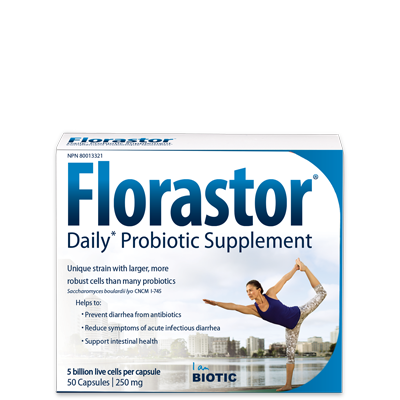 Florastor
NPN 80013321
Florastor®
Daily* Probiotic Supplement
Unique strain with larger, more
robust cells than many probiotics
Saccharomyces boulardii lyo CNCM I-745
Helps to:
• Prevent diarrhea from antibiotics
• Reduce symptoms of acute infectious diarrhea
• Support intestinal health
5 billion live cells per capsule
50 Capsules | 250 mg
I am
BIOTIC